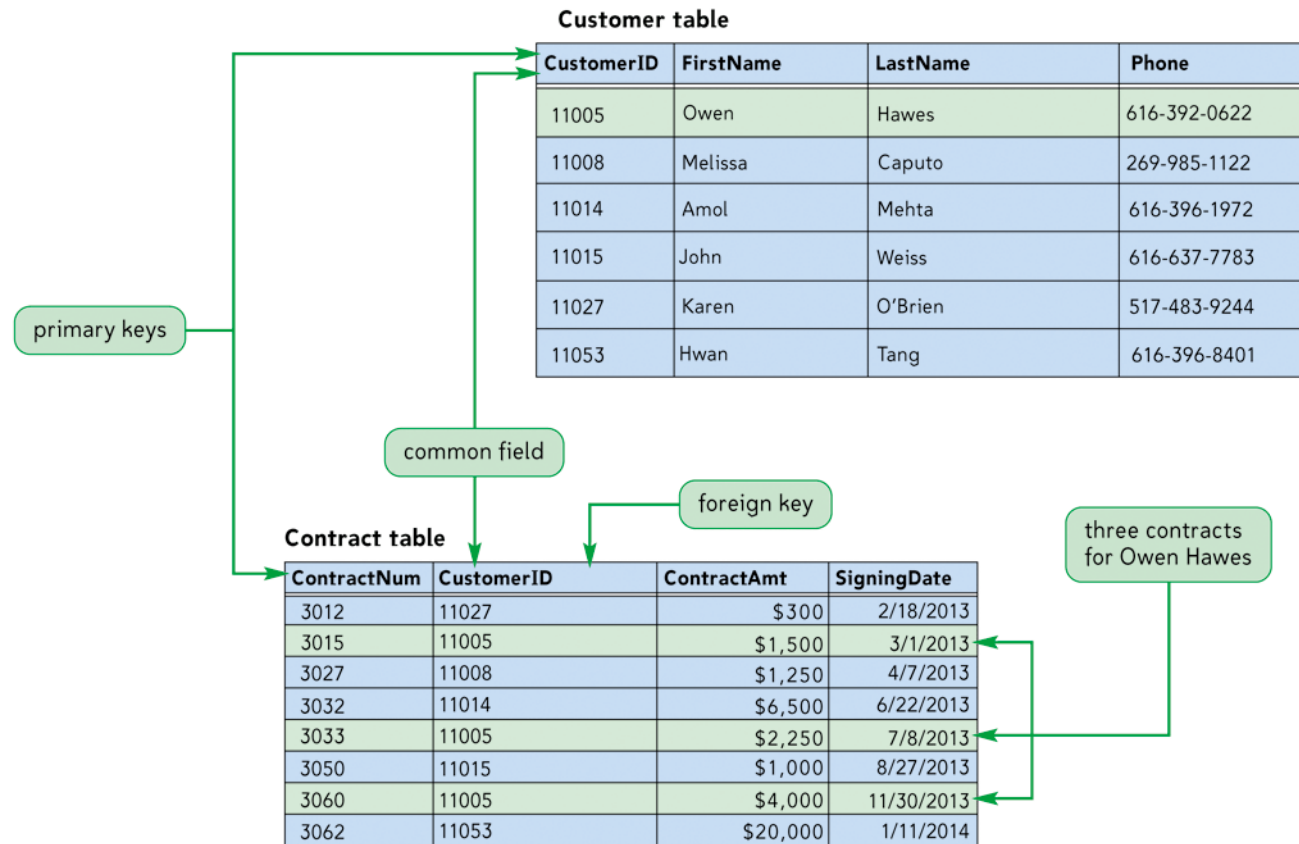 Customer table
CustomerID FirstName LastName Phone
11005 Owen Hawes 616-392-0622
11008 Melissa Caputo 269-985-1122
11014 Amol Mehta 616-396-1972
11015 John Weiss 616-637-7783
11027 Karen O'Brien 517-483-9244
11053 Hwan Tang 616-396-8401
primary keys
common field
foreign key
three contracts
for Owen Hawes
Contract table
ContractNum CustomerID ContractAmt SigningDate
3012 11027 $300 2/18/2013
3015 11005 $1,500 3/1/2013
3027 11008 $1,250 4/7/2013
3032 11014 $6,500 6/22/2013
3033 11005 $2,250 7/8/2013
3050 11015 $1,000 8/27/2013
3060 11005 $4,000 11/30/2013
3062 11053 $20,000 1/11/2014